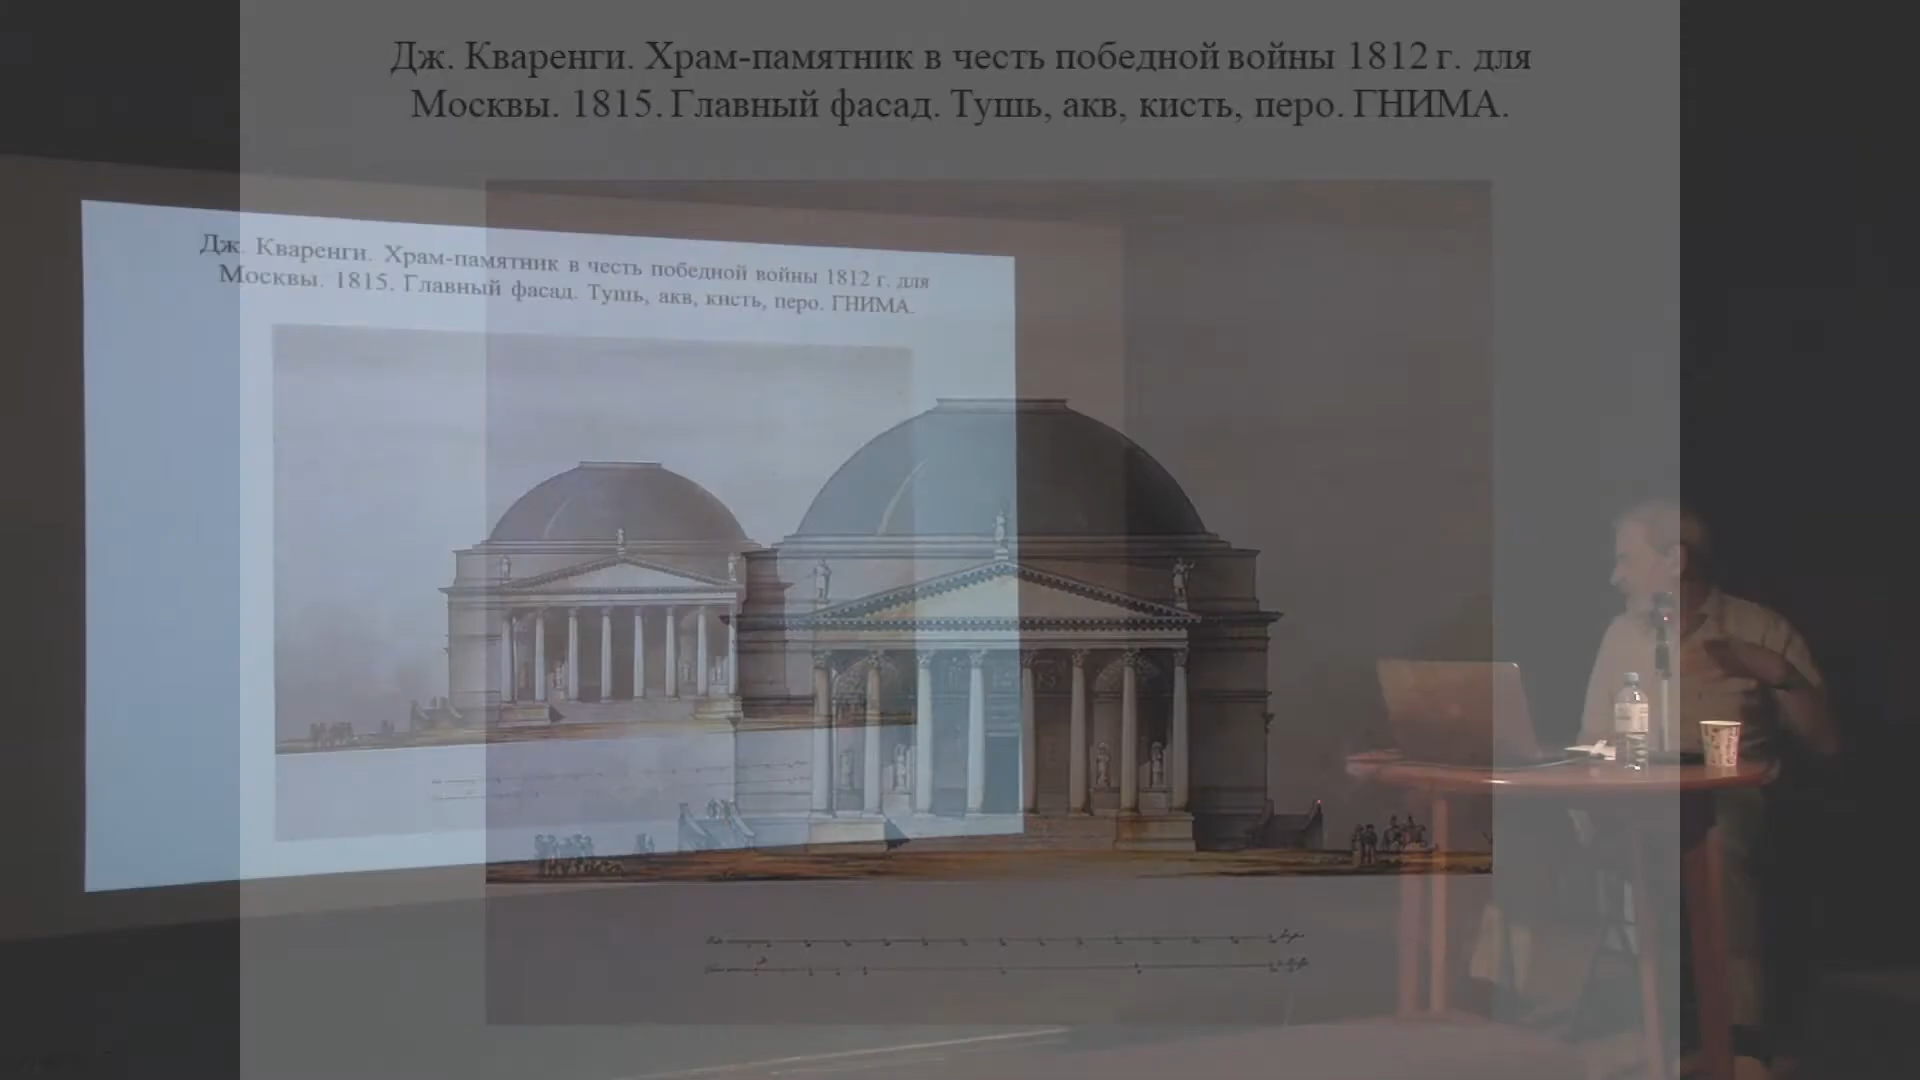 Дж. Кваренги. Храм-памятник в честь победной войны 1812 г. для
Москвы. 1815. Главный фасад. Тушь, акв, кисть, перо. ГНИМА.
Дж. Кваренги. Храм-памятник в честь победной войны 1812 г. для
Москвы. 1815. Главный фасад. Тушь, акв, кисть, перо. ГНИМА.